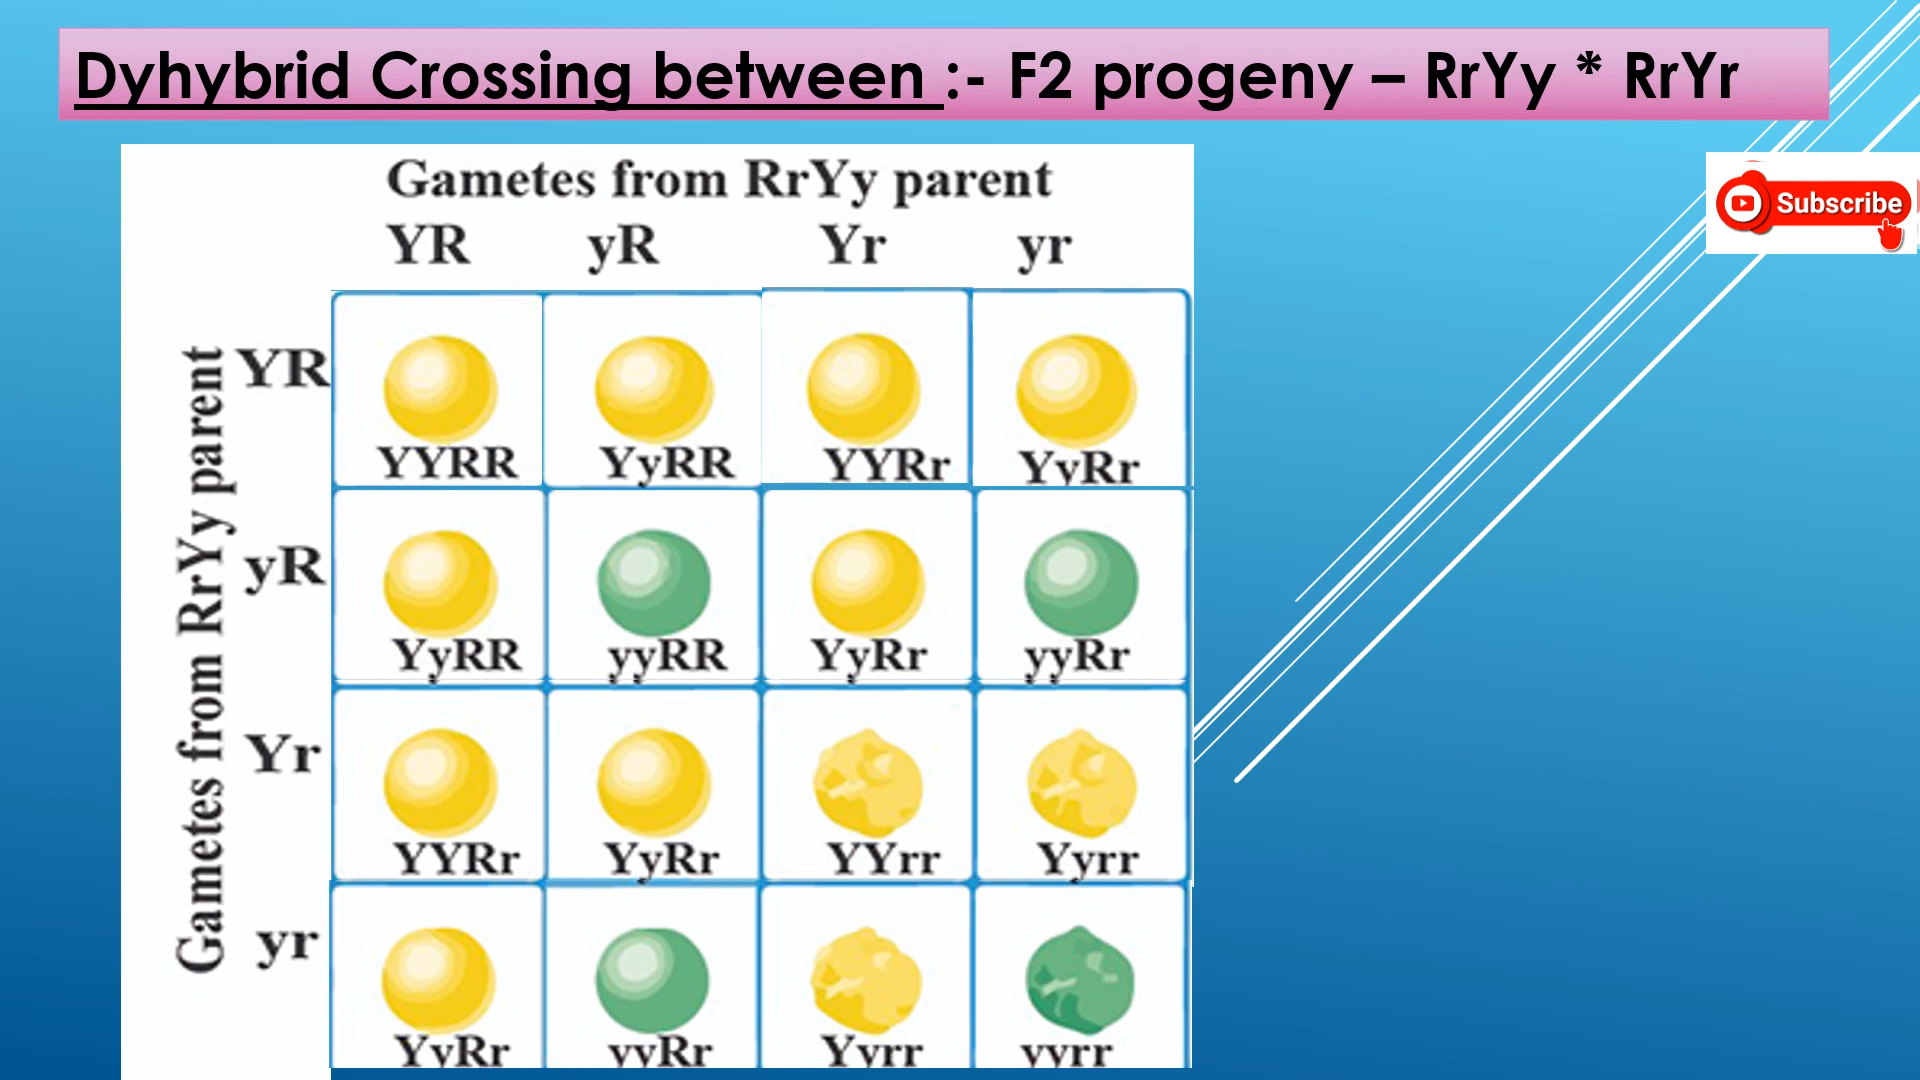 Dyhybrid Crossing between :- F2 progeny – RrYy * RrYr
Gametes from RrYy parent
YR yR Yr yr
Subscribe
Gametes from RrYy parent
YR
YYRR YyRR YYRr YyRr
yR
YyRR yyRR YyRr yyRr
Yr
YYRr YyRr YYrr Yyrr
yr
YyRr yyRr Yyrr yyrr